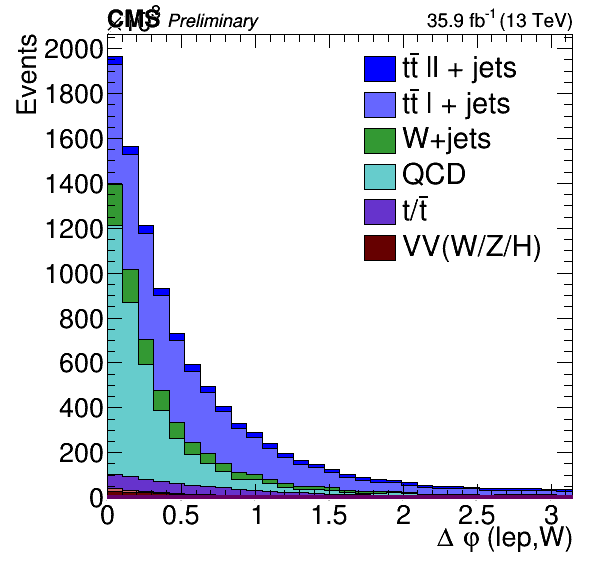 CMS Preliminary 35.9 fb-1 (13 TeV)
Events
2000
1800
1600
1400
1200
1000
800
600
400
200
0
tt̄ ll + jets
tt̄ l + jets
W+jets
QCD
t/t̄
VV(W/Z/H)
0 0.5 1 1.5 2 2.5 3
Δ φ (lep,W)